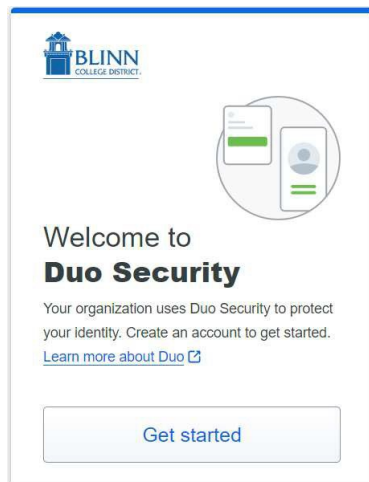 BLINN
COLLEGE DISTRICT.
Welcome to
Duo Security
Your organization uses Duo Security to protect
your identity. Create an account to get started.
Learn more about Duo
Get started